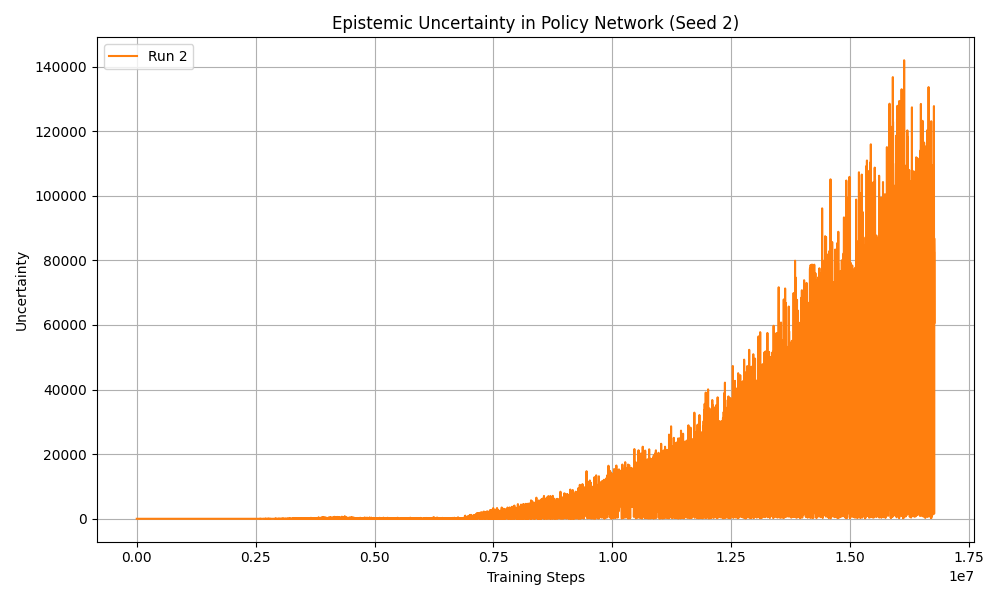 Epistemic Uncertainty in Policy Network (Seed 2)
Run 2
Uncertainty
140000
120000
100000
80000
60000
40000
20000
0
0.00 0.25 0.50 0.75 1.00 1.25 1.50 1.75
1e7
Training Steps